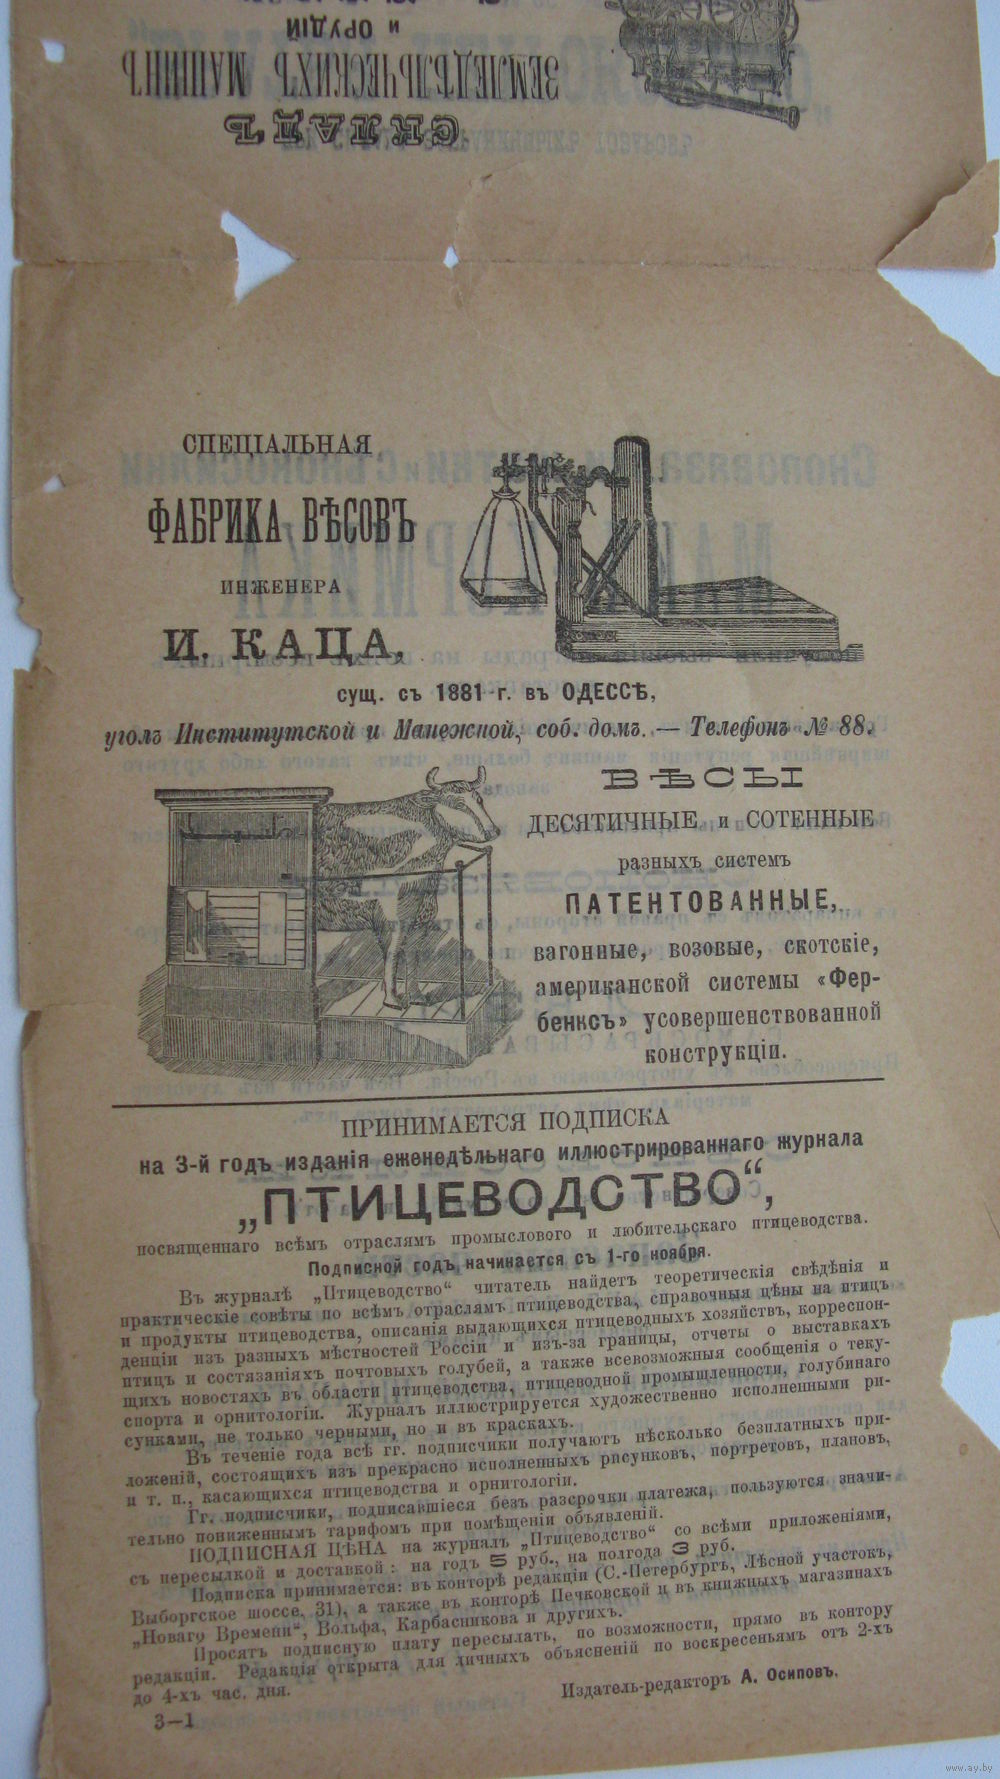 СКЛАДЪ
ЗЕМЛЕДѢЛЬЧЕСКИХЪ МАШИНЪ
и ОРУДІЙ
СПЕЦІАЛЬНАЯ
ФАБРИКА ВѢСОВЪ
ИНЖЕНЕРА
И. КАЦА,
сущ. съ 1881 г. въ ОДЕССѢ,
уголъ Институтской и Манежной, соб. домъ. — Телефонъ № 88.
ВѢСЫ
ДЕСЯТИЧНЫЕ и СОТЕННЫЕ
разныхъ системъ
ПАТЕНТОВАННЫЕ,
вагонные, возовые, скотскіе,
американской системы «Фер-
бенксъ» усовершенствованной
конструкціи.
ПРИНИМАЕТСЯ ПОДПИСКА
на 3-й годъ изданія еженедѣльнаго иллюстрированнаго журнала
„ПТИЦЕВОДСТВО“,
посвященнаго всѣмъ отраслямъ промысловаго и любительскаго птицеводства.
Подписной годъ начинается съ 1-го ноября.
Въ журналѣ „Птицеводство“ читатель найдетъ теоретическія свѣдѣнія и
практическіе совѣты по всѣмъ отраслямъ птицеводства, справочныя цѣны на птицъ
и продукты птицеводства, описанія выдающихся птицеводныхъ хозяйствъ, корреспон-
денціи изъ разныхъ мѣстностей Россіи и изъ-за границы, отчеты о выставкахъ
птицъ и состязаніяхъ почтовыхъ голубей, а также всевозможныя сообщенія о теку-
щихъ новостяхъ въ области птицеводства, птицеводной промышленности, голубинаго
спорта и орнитологіи. Журналъ иллюстрируется художественно исполненными ри-
сунками, не только черными, но и въ краскахъ.
Въ теченіе года всѣ гг. подписчики получаютъ нѣсколько безплатныхъ при-
ложеній, состоящихъ изъ прекрасно исполненныхъ рисунковъ, портретовъ, плановъ,
и т. п., касающихся птицеводства и орнитологіи.
Гг. подписчики, подписавшіеся безъ разсрочки платежа, пользуются значи-
тельно пониженнымъ тарифомъ при помѣщеніи объявленій.
ПОДПИСНАЯ ЦѢНА на журналъ „Птицеводство“ со всѣми приложеніями,
съ пересылкой и доставкой: на годъ 5 руб., на полгода 3 руб.
Подписка принимается: въ конторѣ редакціи (С.-Петербургъ, Лѣсной участокъ,
Выборгское шоссе, 31), а также въ конторѣ Печковской и въ книжныхъ магазинахъ
„Новаго Времени“, Вольфа, Карбасникова и другихъ.
Просятъ подписную плату пересылать, по возможности, прямо въ контору
редакціи. Редакція открыта для личныхъ объясненій по воскресеньямъ отъ 2-хъ
до 4-хъ час. дня.
Издатель-редакторъ А. Осиповъ.
3—1
www.ay.by